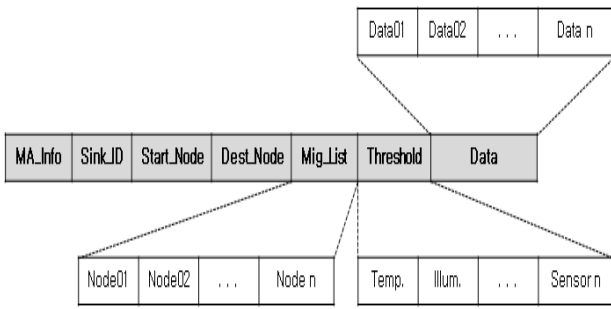 Data01 Data02 . . . Data n
MA_Info Sink_ID Start_Node Dest_Node Mig_List Threshold Data
Node01 Node02 . . . Node n Temp. Illum. . . . Sensor n